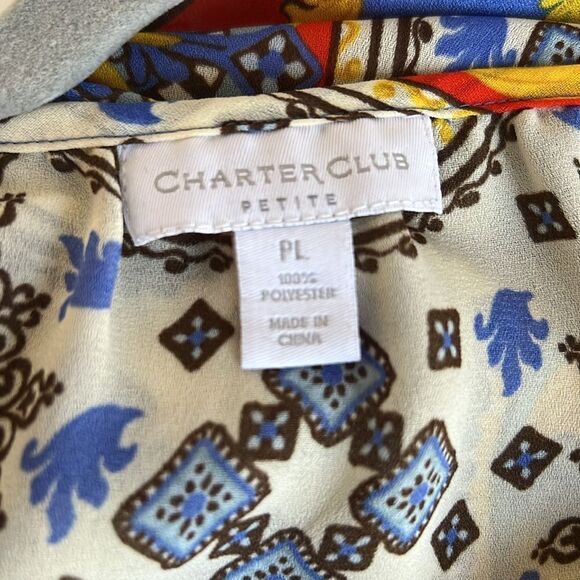 CHARTER CLUB
PETITE
PL
100%
POLYESTER
MADE IN
CHINA